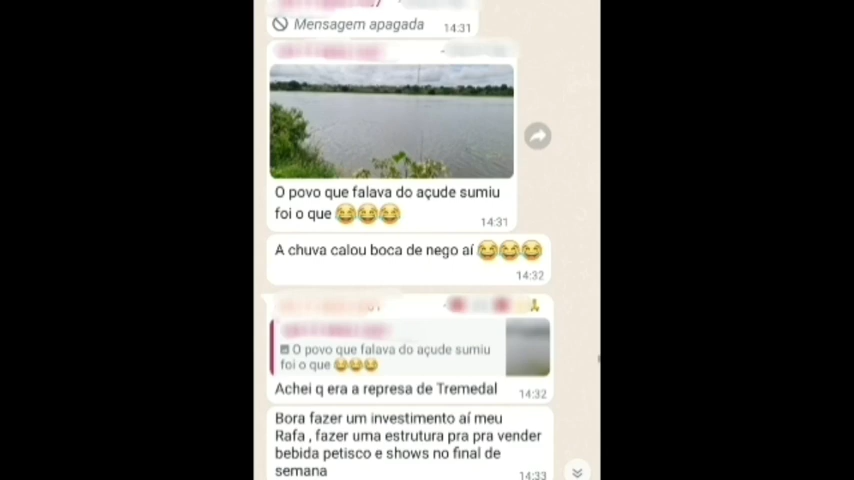 Mensagem apagada 14:31
O povo que falava do açude sumiu
foi o que 😂😂😂
14:31
A chuva calou boca de nego aí 😂😂😂
14:32
O povo que falava do açude sumiu
foi o que 😂😂😂
Achei q era a represa de Tremedal
14:32
Bora fazer um investimento aí meu
Rafa , fazer uma estrutura pra pra vender
bebida petisco e shows no final de
semana
14:33